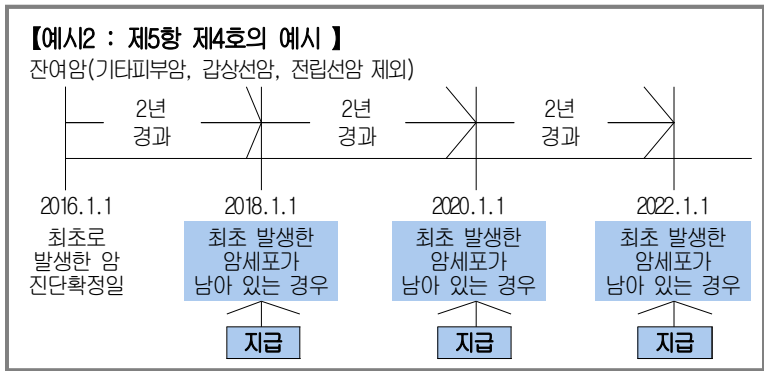 【예시2 : 제5항 제4호의 예시 】
잔여암(기타피부암, 갑상선암, 전립선암 제외)
2년
경과
2년
경과
2년
경과
2016.1.1
최초로
발생한 암
진단확정일
2018.1.1
최초 발생한
암세포가
남아 있는 경우
지급
2020.1.1
최초 발생한
암세포가
남아 있는 경우
지급
2022.1.1
최초 발생한
암세포가
남아 있는 경우
지급